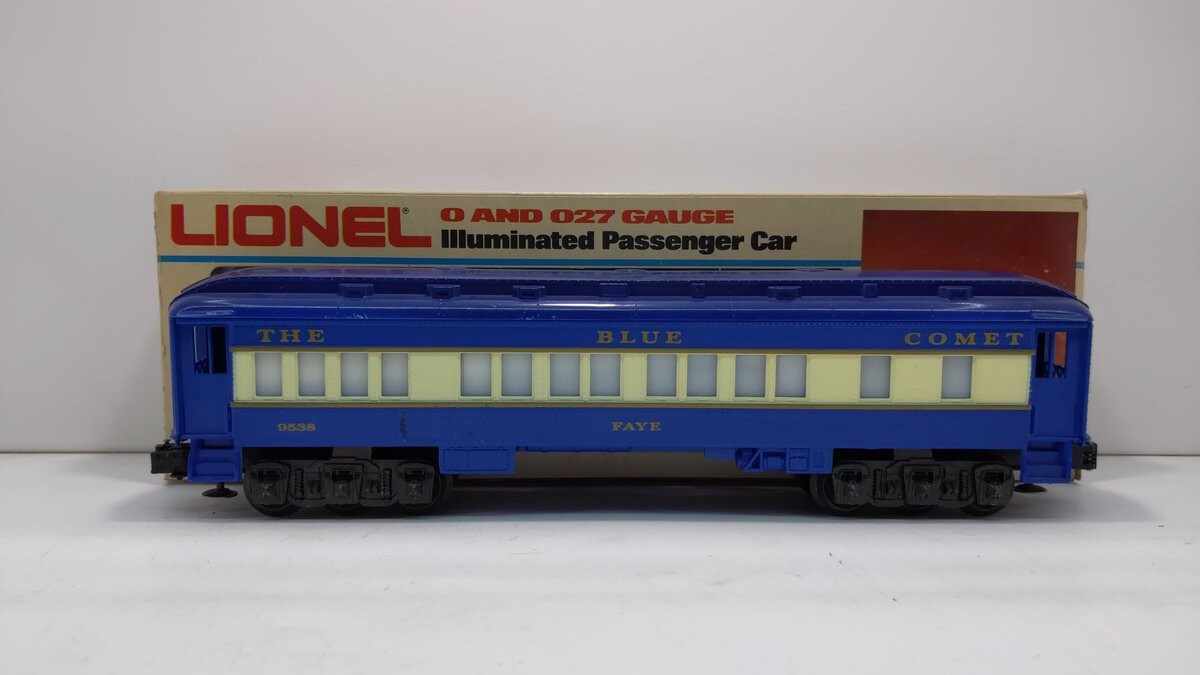 LIONEL®
O AND O27 GAUGE
Illuminated Passenger Car
THE BLUE COMET
9538 FAYE